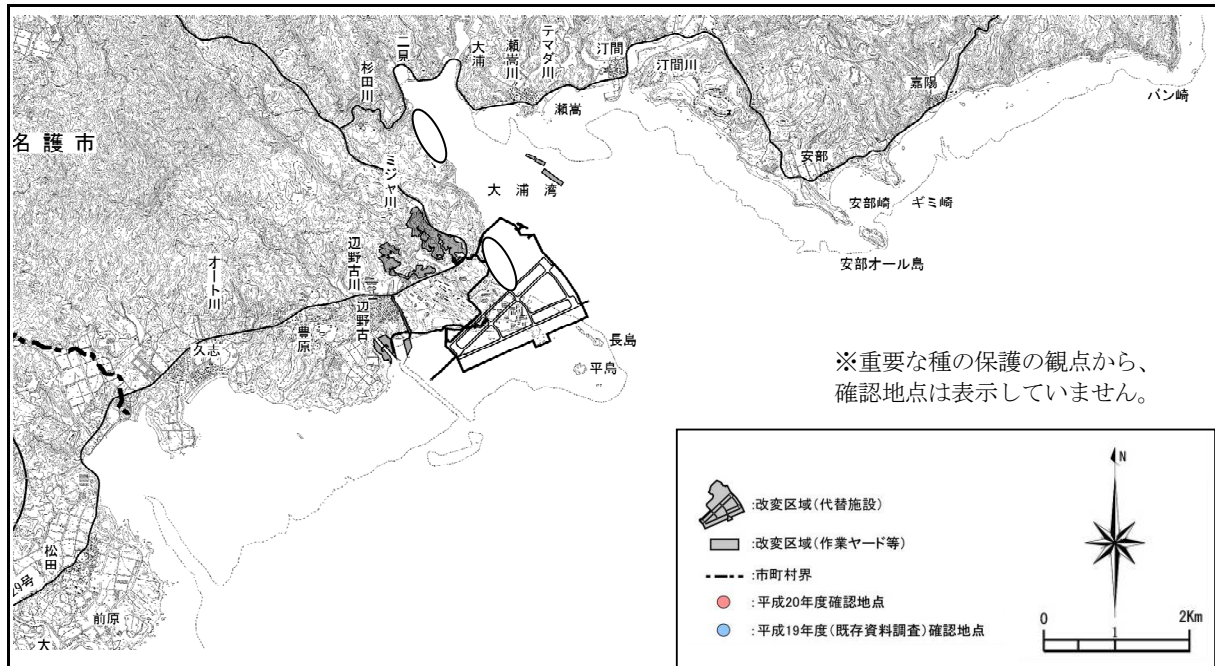 二見
大浦
瀬嵩川
テマダ川
汀間
汀間川
嘉陽
バン崎
杉田川
瀬嵩
名護市
安部
ミジャ川
大浦湾
安部崎
ギミ崎
安部オール島
辺野古川
オート川
辺野古
豊原
久志
長島
平島
※重要な種の保護の観点から、
確認地点は表示していません。
:改変区域(代替施設)
:改変区域(作業ヤード等)
:市町村界
:平成20年度確認地点
:平成19年度(既存資料調査)確認地点
N
0 1 2Km
松田
29号
前原
大